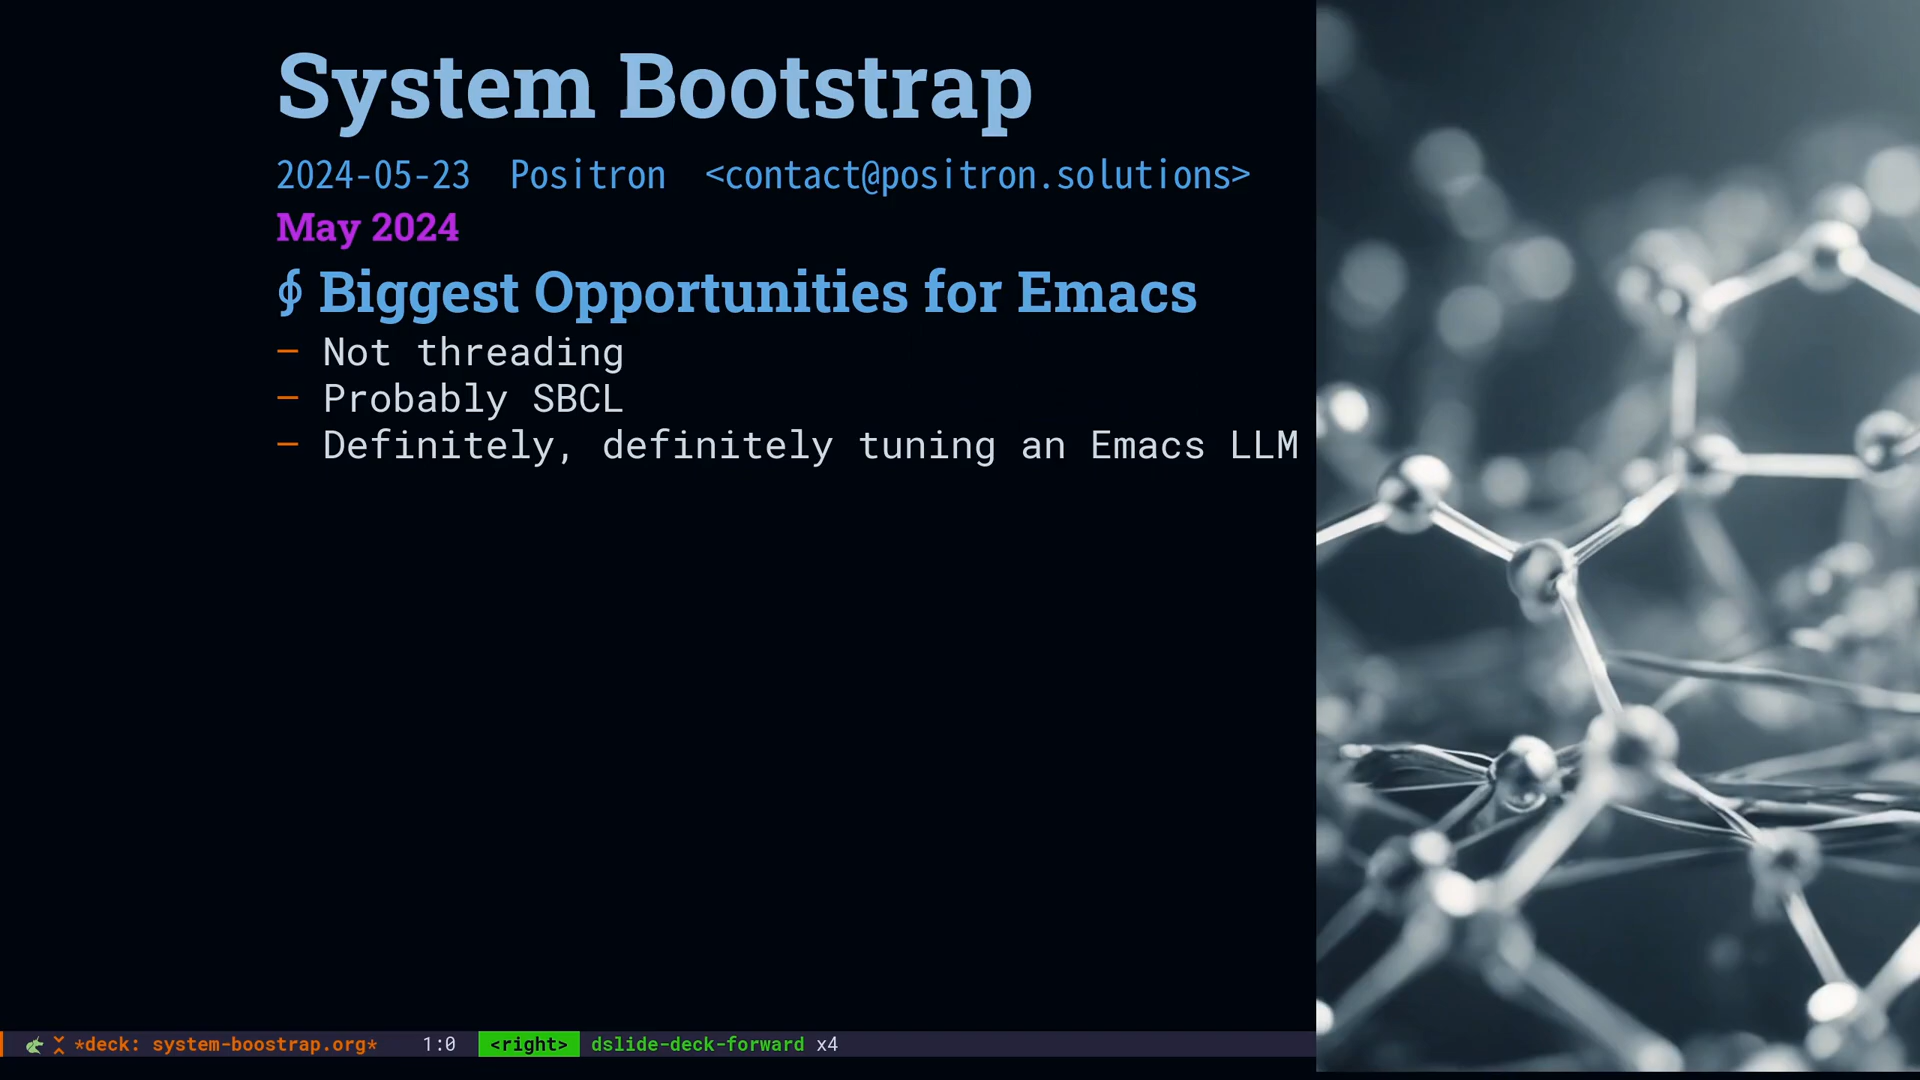 System Bootstrap
2024-05-23 Positron <contact@positron.solutions>
May 2024
∮ Biggest Opportunities for Emacs
– Not threading
– Probably SBCL
– Definitely, definitely tuning an Emacs LLM
*deck: system-boostrap.org* 1:0 <right> dslide-deck-forward x4